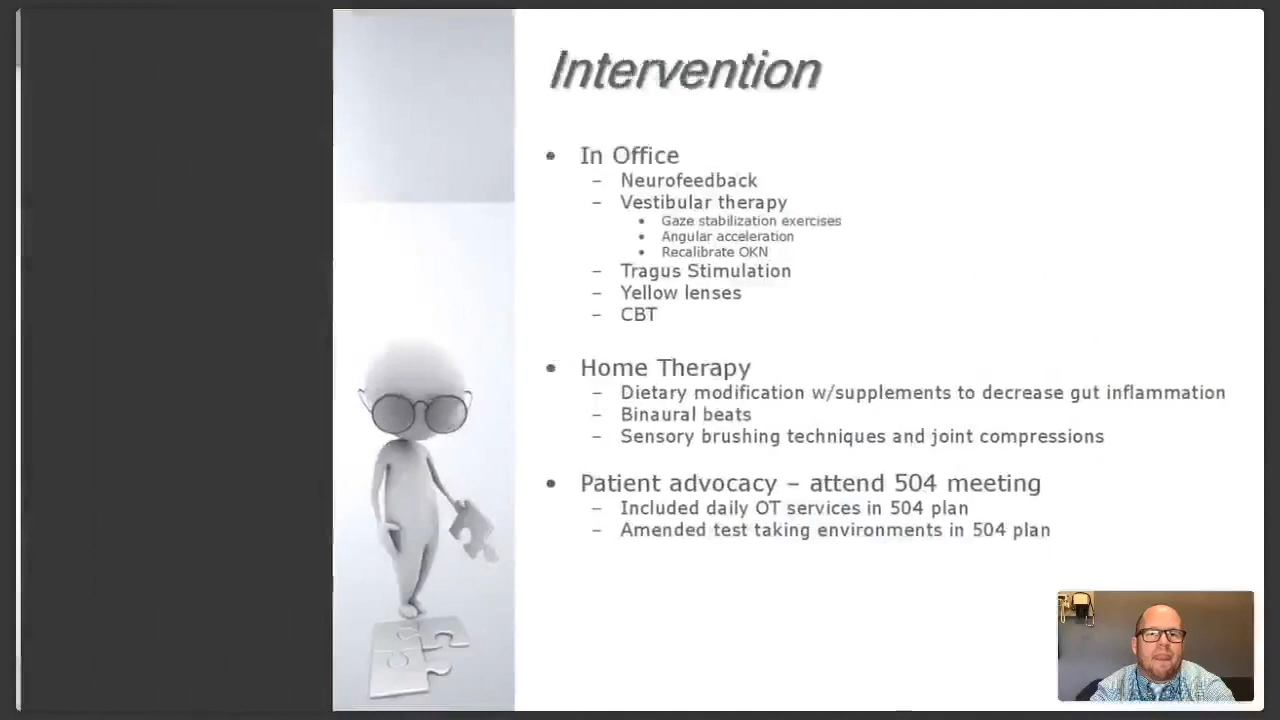 Intervention
• In Office
– Neurofeedback
– Vestibular therapy
• Gaze stabilization exercises
• Angular acceleration
• Recalibrate OKN
– Tragus Stimulation
– Yellow lenses
– CBT
• Home Therapy
– Dietary modification w/supplements to decrease gut inflammation
– Binaural beats
– Sensory brushing techniques and joint compressions
• Patient advocacy – attend 504 meeting
– Included daily OT services in 504 plan
– Amended test taking environments in 504 plan